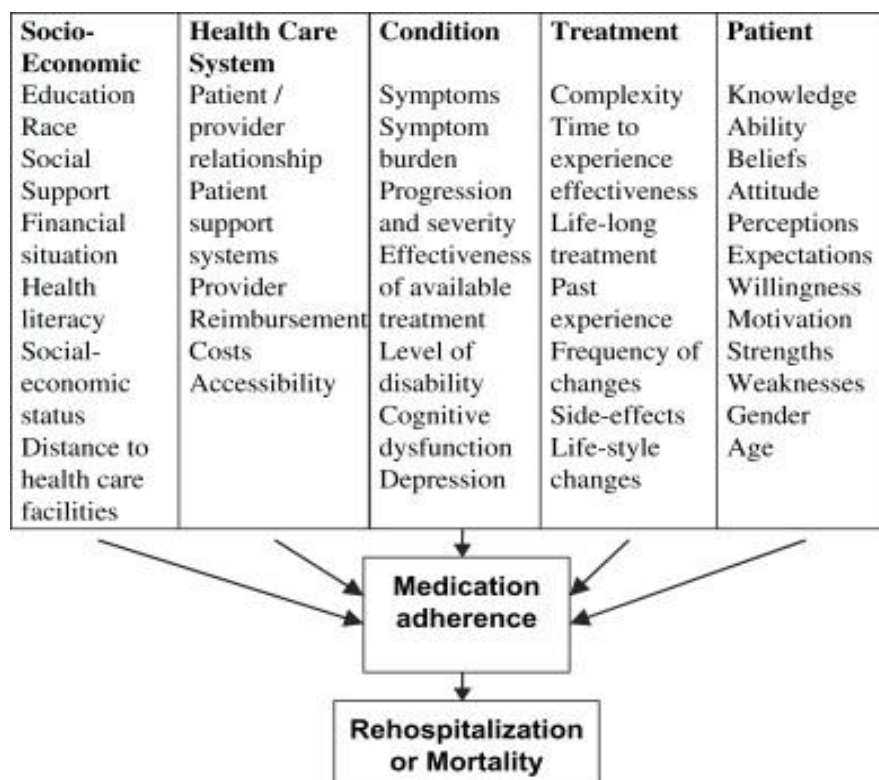 Socio-
Economic
Education
Race
Social
Support
Financial
situation
Health
literacy
Social-
economic
status
Distance to
health care
facilities
Health Care
System
Patient /
provider
relationship
Patient
support
systems
Provider
Reimbursement
Costs
Accessibility
Condition
Symptoms
Symptom
burden
Progression
and severity
Effectiveness
of available
treatment
Level of
disability
Cognitive
dysfunction
Depression
Treatment
Complexity
Time to
experience
effectiveness
Life-long
treatment
Past
experience
Frequency of
changes
Side-effects
Life-style
changes
Patient
Knowledge
Ability
Beliefs
Attitude
Perceptions
Expectations
Willingness
Motivation
Strengths
Weaknesses
Gender
Age
Medication
adherence
Rehospitalization
or Mortality